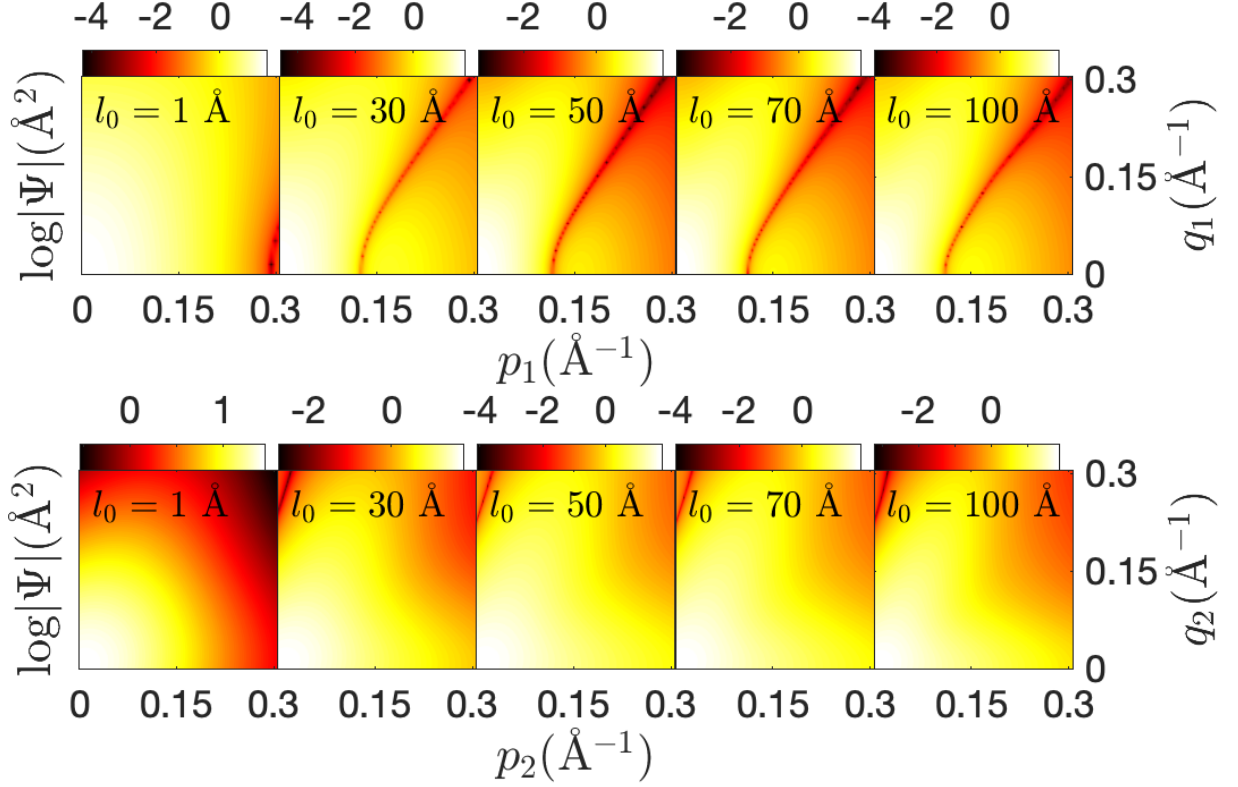 -4 -2 0 -4 -2 0 -2 0 -2 0 -4 -2 0
log|Ψ|(Å²)
l₀ = 1 Å l₀ = 30 Å l₀ = 50 Å l₀ = 70 Å l₀ = 100 Å
0.3
0.15
0
q₁(Å⁻¹)
0 0.15 0.3 0.15 0.3 0.15 0.3 0.15 0.3 0.15 0.3
p₁(Å⁻¹)
0 1 -2 0 -4 -2 0 -4 -2 0 -2 0
log|Ψ|(Å²)
l₀ = 1 Å l₀ = 30 Å l₀ = 50 Å l₀ = 70 Å l₀ = 100 Å
0.3
0.15
0
q₂(Å⁻¹)
0 0.15 0.3 0.15 0.3 0.15 0.3 0.15 0.3 0.15 0.3
p₂(Å⁻¹)